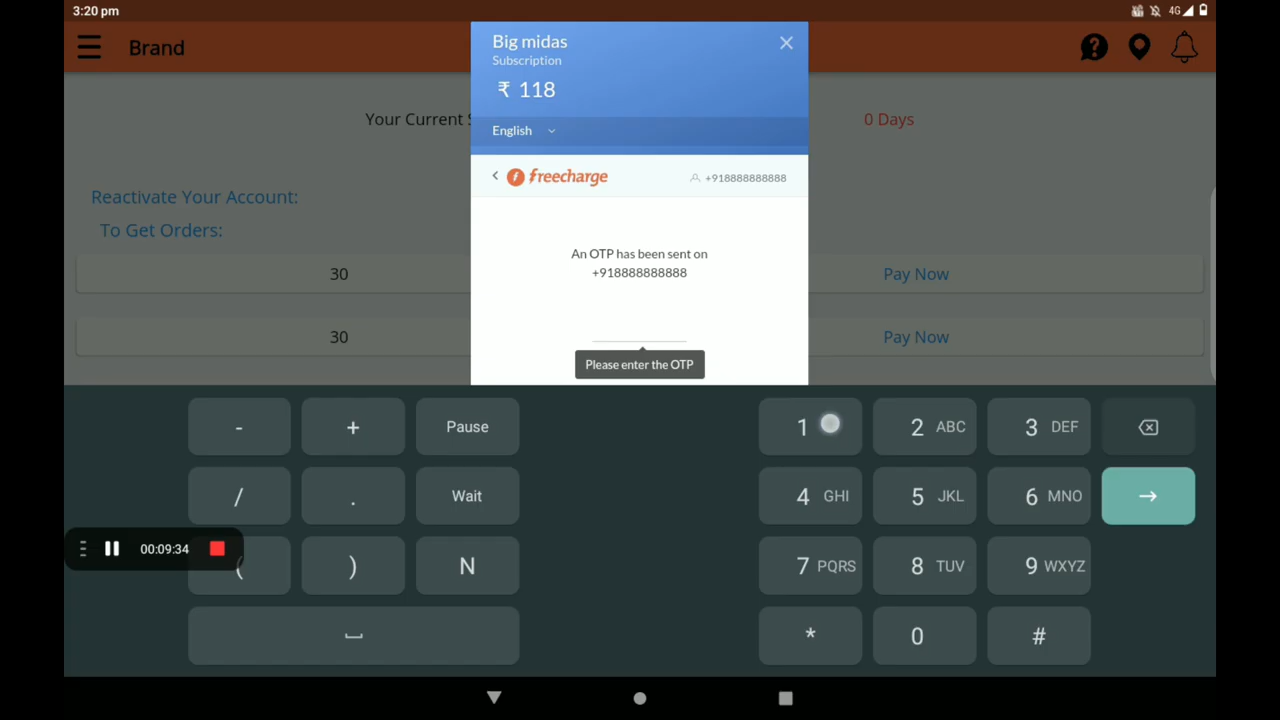 3:20 pm
4G
Brand
Big midas
Subscription
₹ 118
English
Your Current S
0 Days
freecharge
+918888888888
Reactivate Your Account:
To Get Orders:
An OTP has been sent on
+918888888888
30
Pay Now
30
Pay Now
Please enter the OTP
- + Pause 1 2 ABC 3 DEF
/ . Wait 4 GHI 5 JKL 6 MNO
00:09:34
( ) N 7 PQRS 8 TUV 9 WXYZ
* 0 #